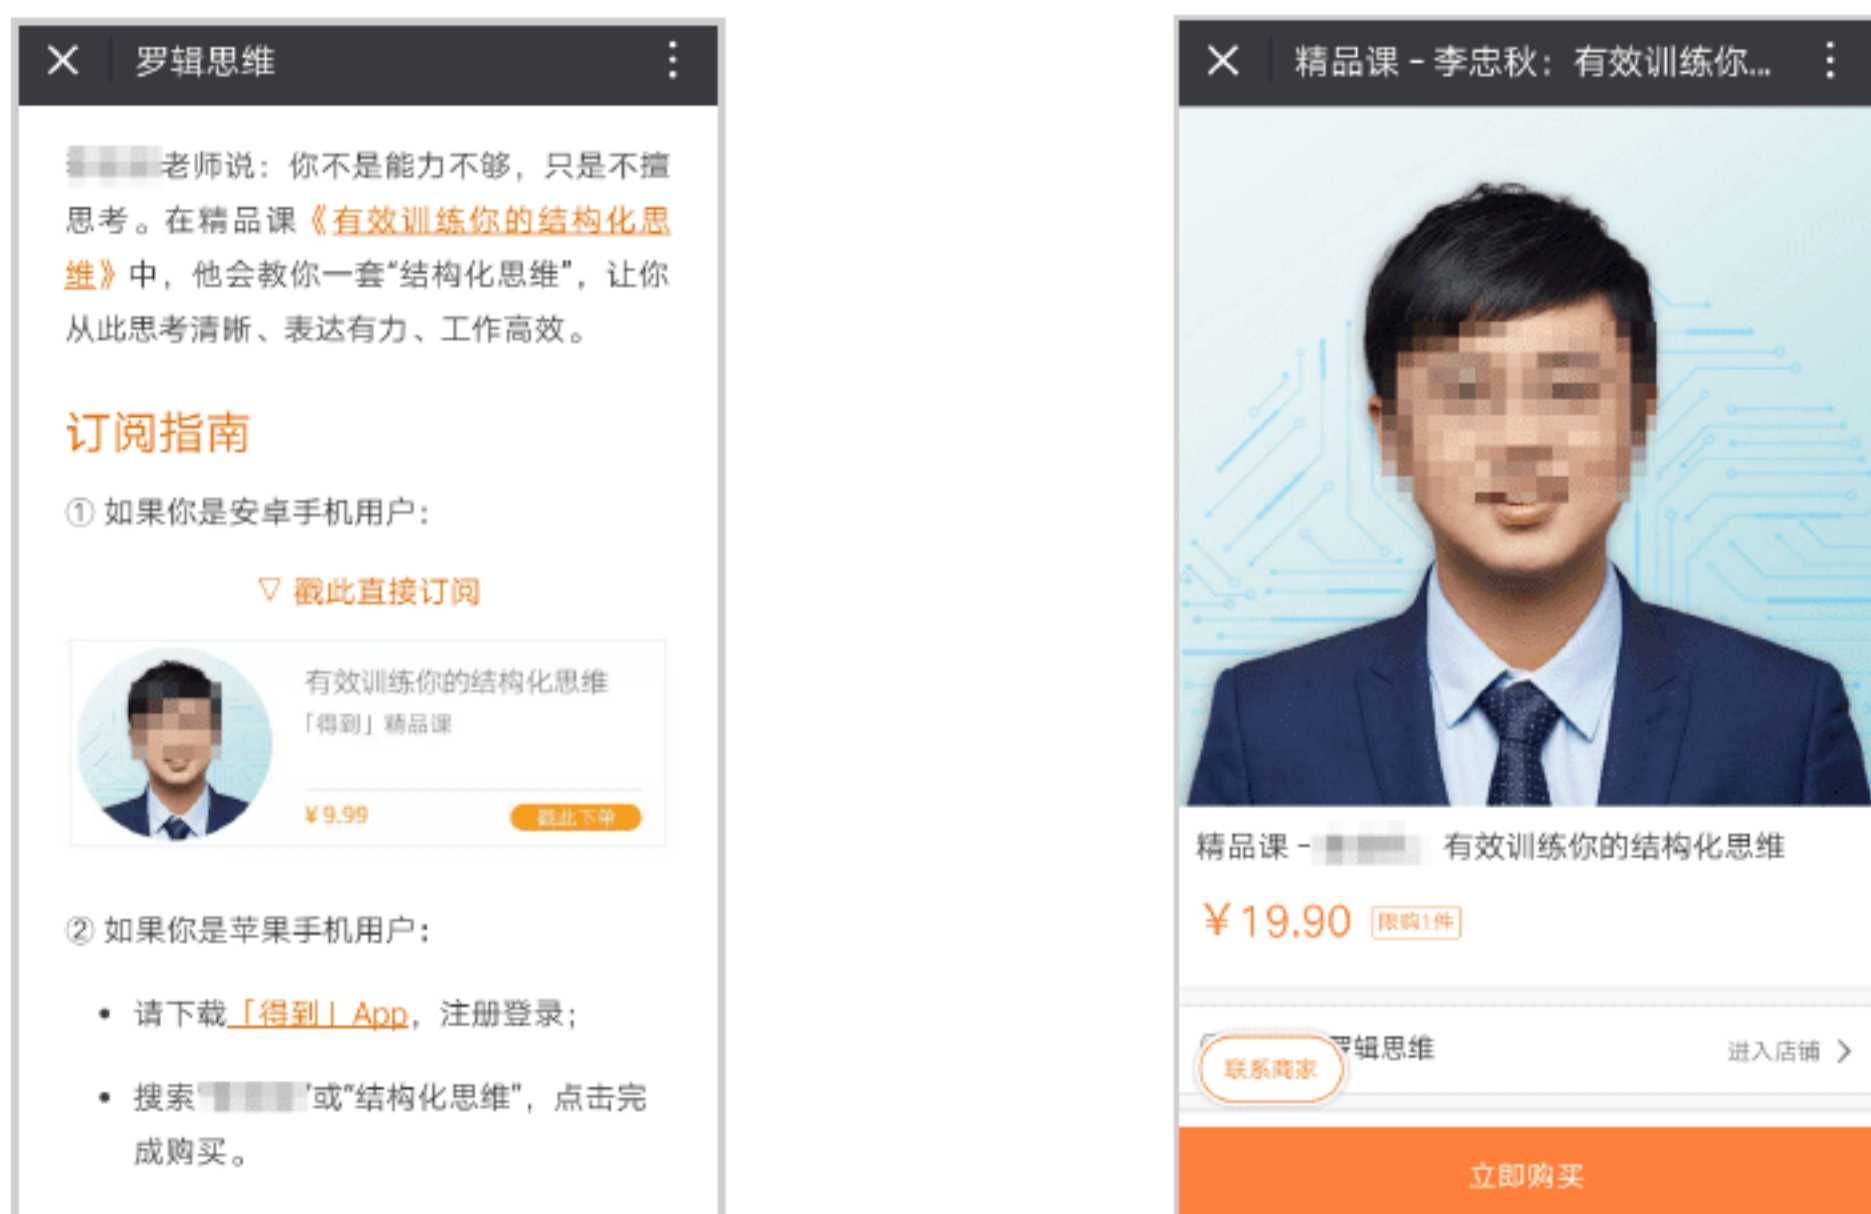 罗辑思维
老师说：你不是能力不够，只是不擅
思考。在精品课《有效训练你的结构化思
维》中，他会教你一套“结构化思维”，让你
从此思考清晰、表达有力、工作高效。
订阅指南
① 如果你是安卓手机用户：
▽ 戳此直接订阅
有效训练你的结构化思维
「得到」精品课
¥9.99
戳此下单
② 如果你是苹果手机用户：
• 请下载「得到」App，注册登录；
• 搜索“ ”或“结构化思维”，点击完
成购买。
精品课 - 李忠秋：有效训练你...
精品课 - 有效训练你的结构化思维
¥19.90 限购1件
罗辑思维
进入店铺
联系商家
立即购买